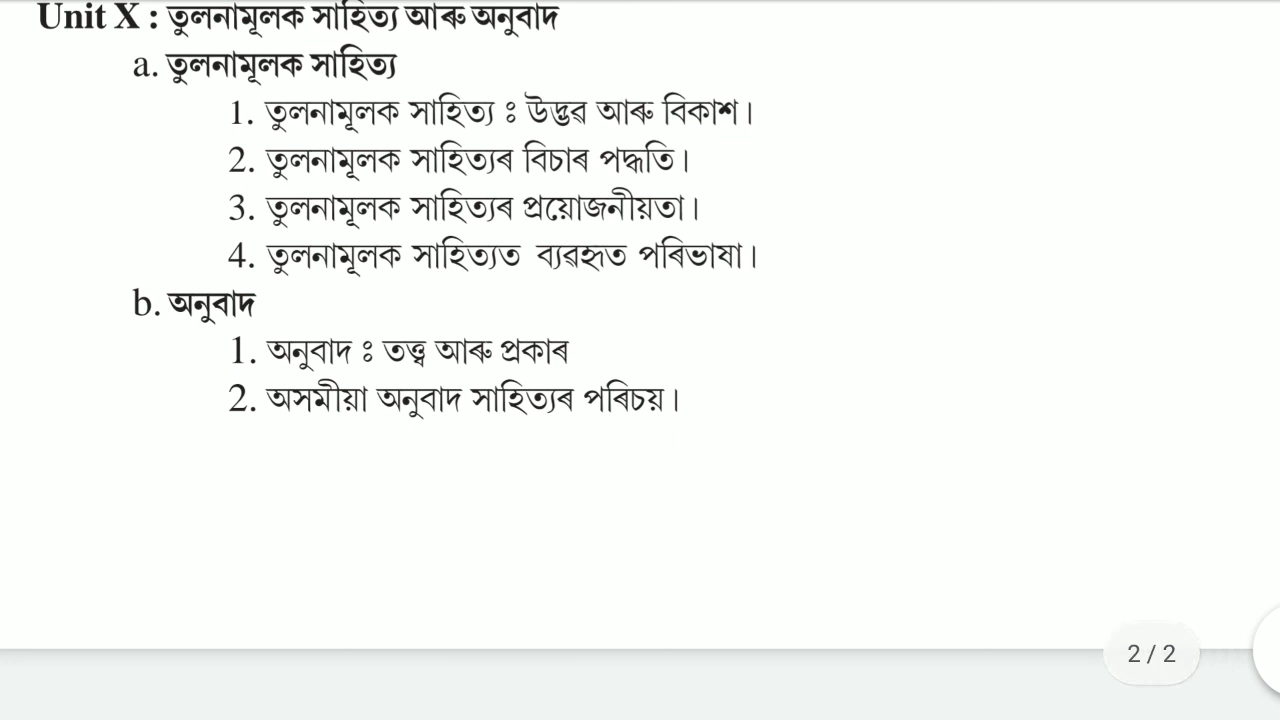 Unit X : তুলনামূলক সাহিত্য আৰু অনুবাদ
a. তুলনামূলক সাহিত্য
1. তুলনামূলক সাহিত্য ঃ উদ্ভৱ আৰু বিকাশ।
2. তুলনামূলক সাহিত্যৰ বিচাৰ পদ্ধতি।
3. তুলনামূলক সাহিত্যৰ প্ৰয়োজনীয়তা।
4. তুলনামূলক সাহিত্যত ব্যৱহৃত পৰিভাষা।
b. অনুবাদ
1. অনুবাদ ঃ তত্ত্ব আৰু প্ৰকাৰ
2. অসমীয়া অনুবাদ সাহিত্যৰ পৰিচয়।
2 / 2